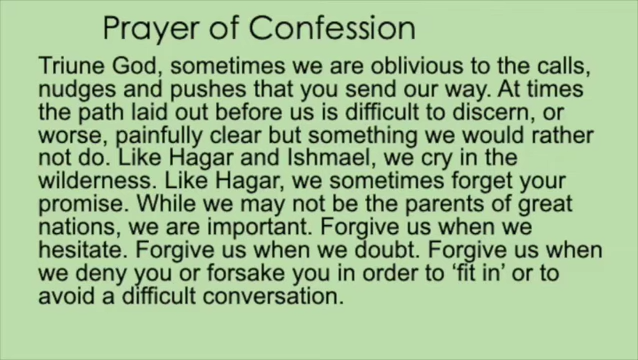 Prayer of Confession
Triune God, sometimes we are oblivious to the calls,
nudges and pushes that you send our way. At times
the path laid out before us is difficult to discern, or
worse, painfully clear but something we would rather
not do. Like Hagar and Ishmael, we cry in the
wilderness. Like Hagar, we sometimes forget your
promise. While we may not be the parents of great
nations, we are important. Forgive us when we
hesitate. Forgive us when we doubt. Forgive us when
we deny you or forsake you in order to ‘fit in’ or to
avoid a difficult conversation.